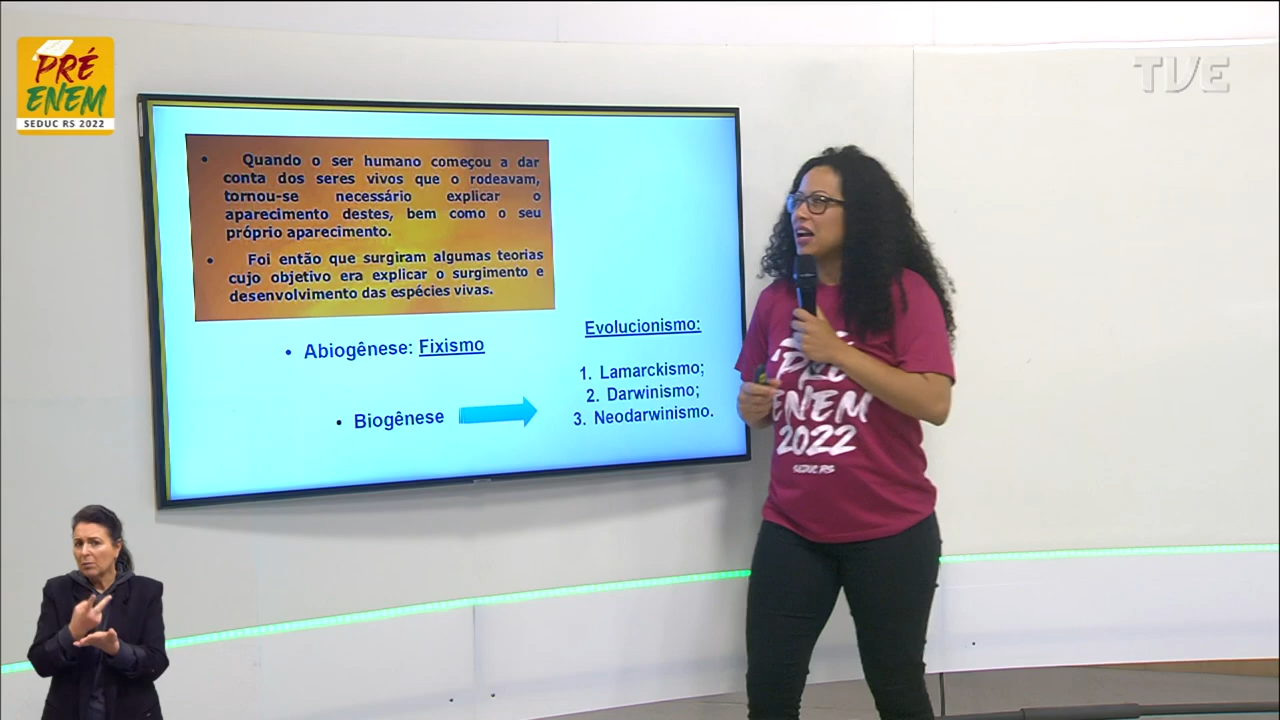 PRÉ
ENEM
SEDUC RS 2022
TVE
• Quando o ser humano começou a dar
conta dos seres vivos que o rodeavam,
tornou-se necessário explicar o
aparecimento destes, bem como o seu
próprio aparecimento.
• Foi então que surgiram algumas teorias
cujo objetivo era explicar o surgimento e
desenvolvimento das espécies vivas.
• Abiogênese: Fixismo
• Biogênese
Evolucionismo:
1. Lamarckismo;
2. Darwinismo;
3. Neodarwinismo.
PRÉ
ENEM
2022
SEDUC RS